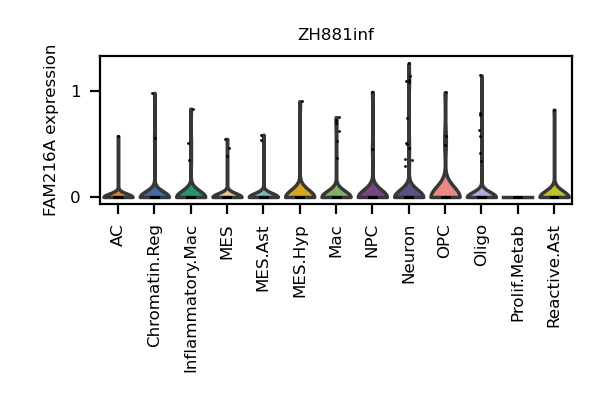 ZH881inf
FAM216A expression
1
0
AC
Chromatin.Reg
Inflammatory.Mac
MES
MES.Ast
MES.Hyp
Mac
NPC
Neuron
OPC
Oligo
Prolif.Metab
Reactive.Ast